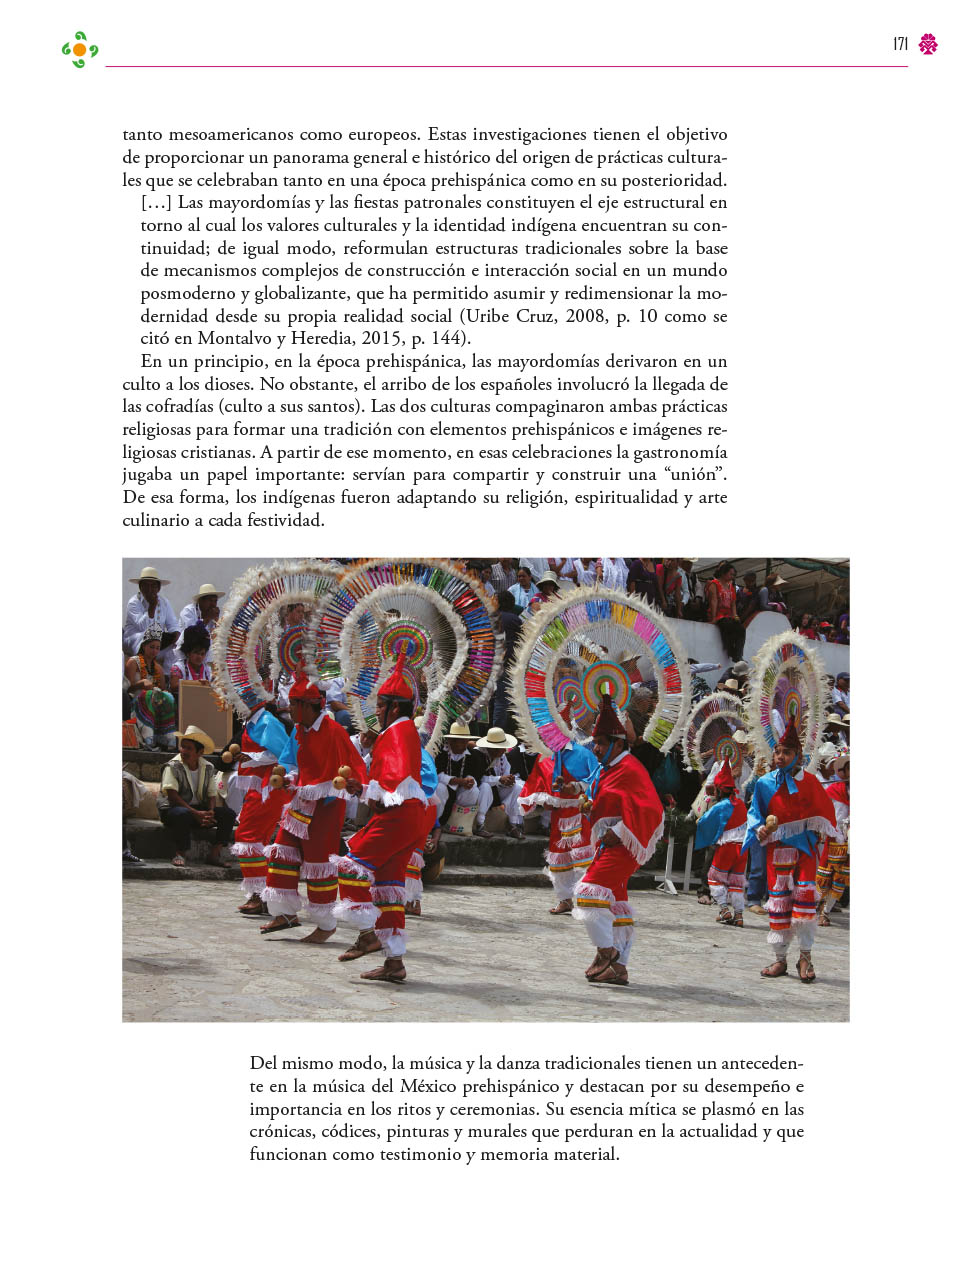 171
tanto mesoamericanos como europeos. Estas investigaciones tienen el objetivo
de proporcionar un panorama general e histórico del origen de prácticas cultura-
les que se celebraban tanto en una época prehispánica como en su posterioridad.
[…] Las mayordomías y las fiestas patronales constituyen el eje estructural en
torno al cual los valores culturales y la identidad indígena encuentran su con-
tinuidad; de igual modo, reformulan estructuras tradicionales sobre la base
de mecanismos complejos de construcción e interacción social en un mundo
posmoderno y globalizante, que ha permitido asumir y redimensionar la mo-
dernidad desde su propia realidad social (Uribe Cruz, 2008, p. 10 como se
citó en Montalvo y Heredia, 2015, p. 144).
En un principio, en la época prehispánica, las mayordomías derivaron en un
culto a los dioses. No obstante, el arribo de los españoles involucró la llegada de
las cofradías (culto a sus santos). Las dos culturas compaginaron ambas prácticas
religiosas para formar una tradición con elementos prehispánicos e imágenes re-
ligiosas cristianas. A partir de ese momento, en esas celebraciones la gastronomía
jugaba un papel importante: servían para compartir y construir una “unión”.
De esa forma, los indígenas fueron adaptando su religión, espiritualidad y arte
culinario a cada festividad.
Del mismo modo, la música y la danza tradicionales tienen un anteceden-
te en la música del México prehispánico y destacan por su desempeño e
importancia en los ritos y ceremonias. Su esencia mítica se plasmó en las
crónicas, códices, pinturas y murales que perduran en la actualidad y que
funcionan como testimonio y memoria material.